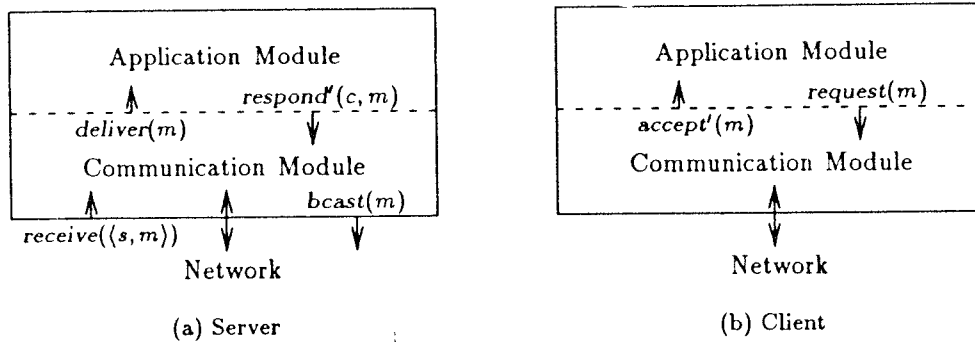 Application Module
respond'(c, m)
deliver(m)
Communication Module
bcast(m)
receive(⟨s, m⟩)
Network
(a) Server
Application Module
request(m)
accept'(m)
Communication Module
Network
(b) Client